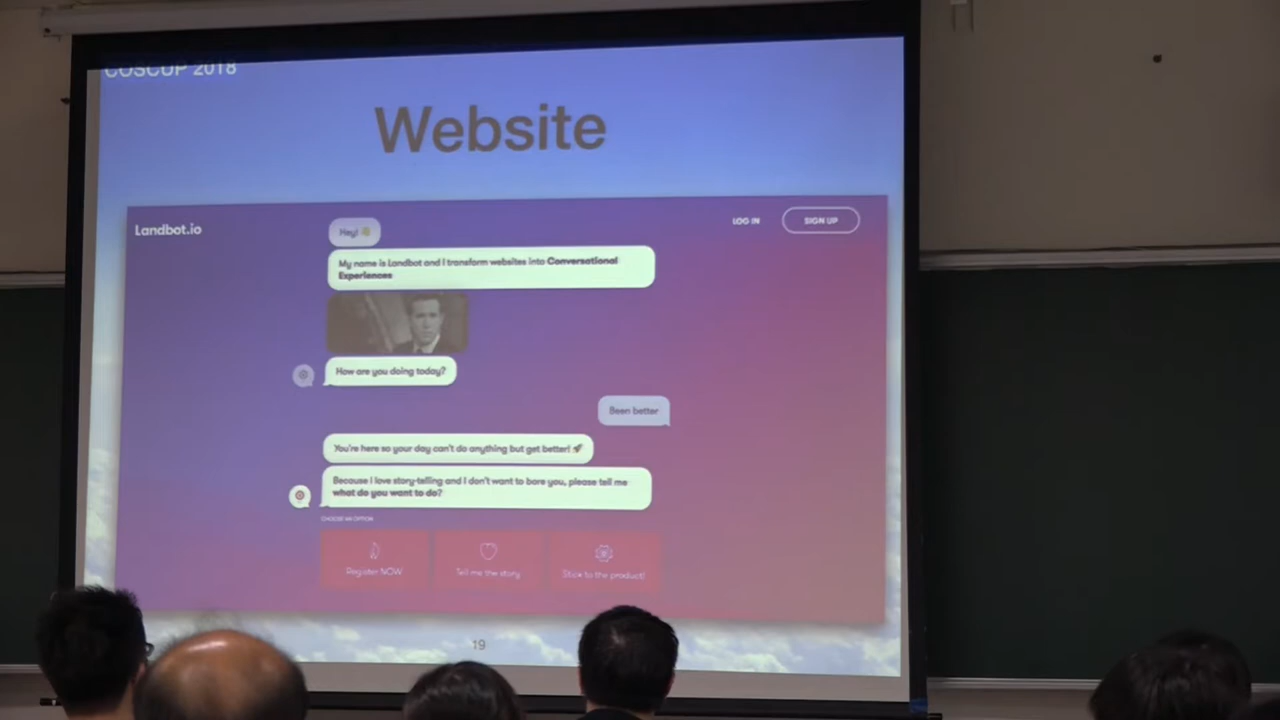 COSCUP 2018
Website
Landbot.io
LOG IN
SIGN UP
Hey! 👋
My name is Landbot and I transform websites into Conversational
Experiences
How are you doing today?
Been better
You're here so your day can't do anything but get better! 🚀
Because I love story-telling and I don't want to bore you, please tell me
what do you want to do?
CHOOSE AN OPTION
Register NOW
Tell me the story
Stick to the product!
19